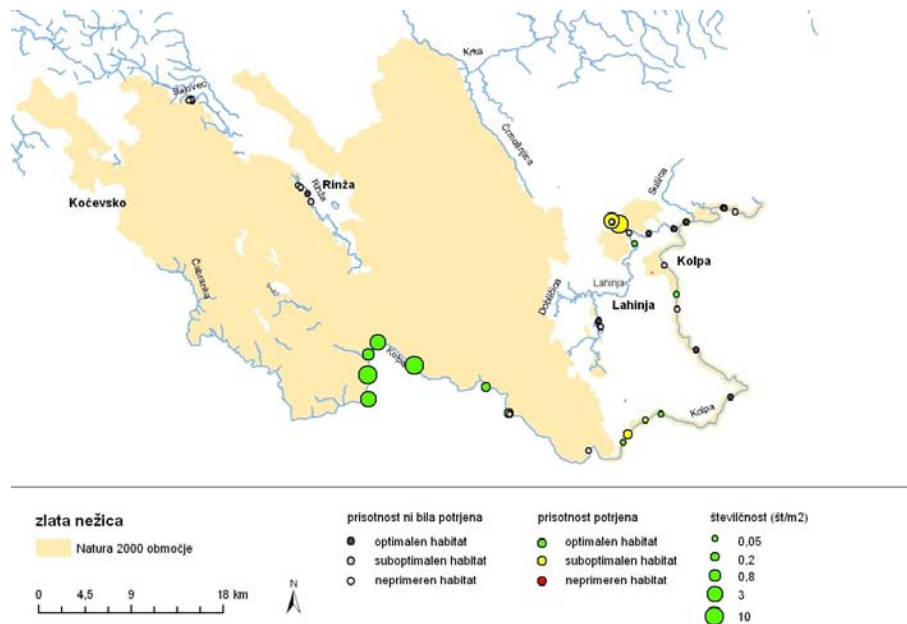 Krka
Šalovec
Črmošnjica
Rinža
Rinža
Sušica
Kočevsko
Kolpa
Čabranka
Lahinja
Dobličica
Lahinja
Kolpa
Kolpa
zlata nežica
Natura 2000 območje
0 4,5 9 18 km
N
prisotnost ni bila potrjena
optimalen habitat
suboptimalen habitat
neprimeren habitat
prisotnost potrjena
optimalen habitat
suboptimalen habitat
neprimeren habitat
številčnost (št/m2)
0,05
0,2
0,8
3
10